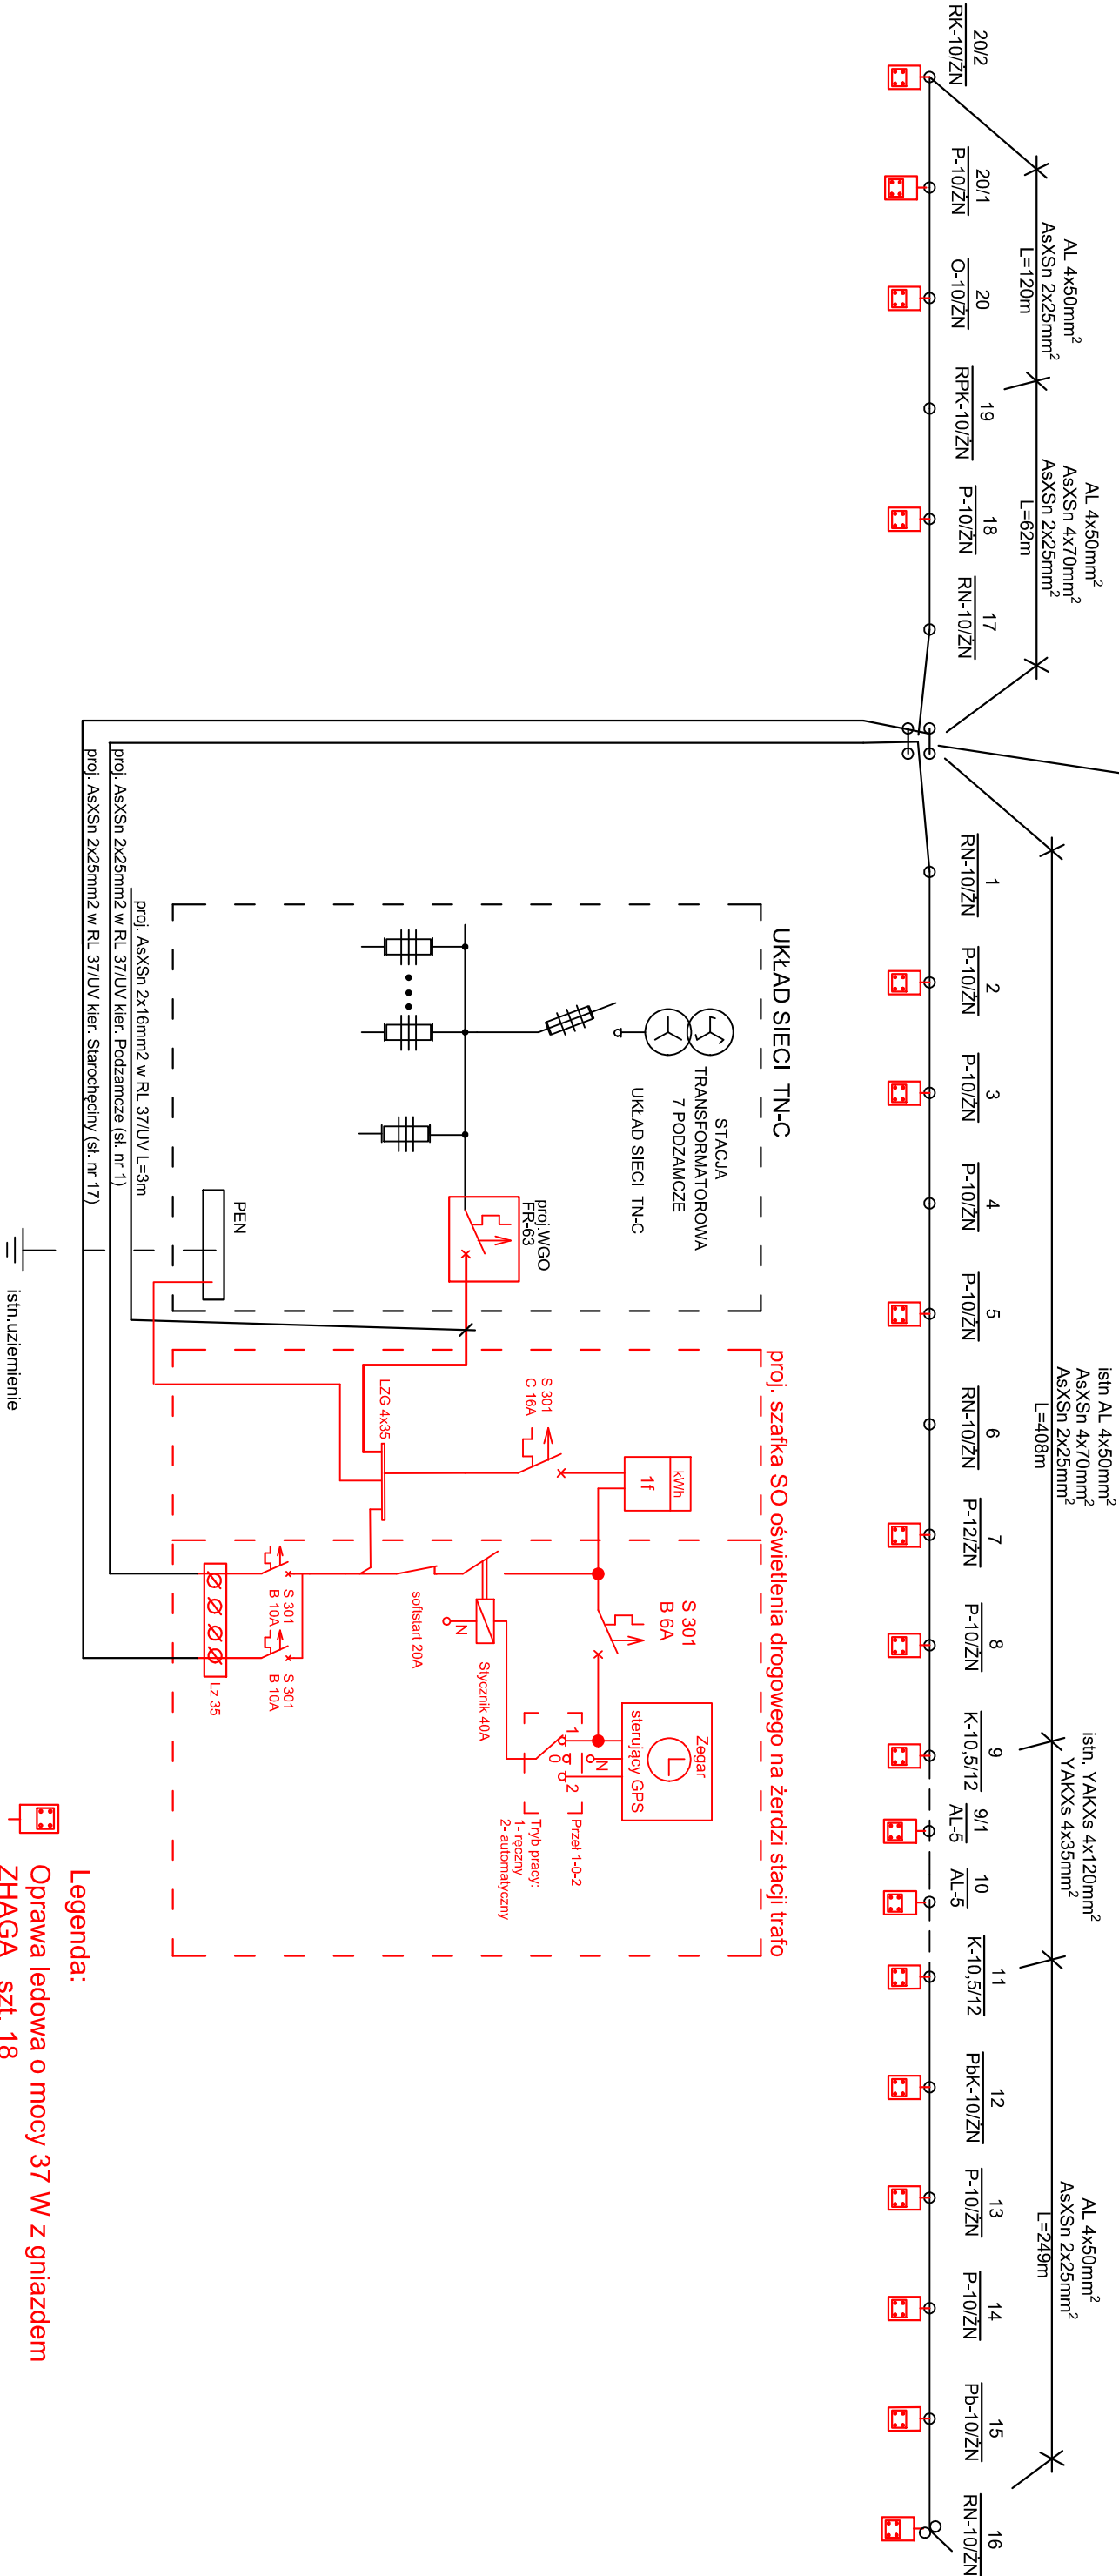 20/2
RK-10/ŻN
20/1
P-10/ŻN
20
O-10/ŻN
19
RPK-10/ŻN
18
P-10/ŻN
17
RN-10/ŻN
1
RN-10/ŻN
2
P-10/ŻN
3
P-10/ŻN
4
P-10/ŻN
5
P-10/ŻN
6
RN-10/ŻN
7
P-12/ŻN
8
P-10/ŻN
9
K-10,5/12
9/1
AL-5
10
AL-5
11
K-10,5/12
12
PbK-10/ŻN
13
P-10/ŻN
14
P-10/ŻN
15
Pb-10/ŻN
16
RN-10/ŻN
AL 4x50mm²
AsXSn 2x25mm²
L=120m
AL 4x50mm²
AsXSn 4x70mm²
AsXSn 2x25mm²
L=62m
istn AL 4x50mm²
AsXSn 4x70mm²
AsXSn 2x25mm²
L=408m
istn. YAKXs 4x120mm²
YAKXs 4x35mm²
AL 4x50mm²
AsXSn 2x25mm²
L=249m
UKŁAD SIECI TN-C
STACJA
TRANSFORMATOROWA
7 PODZAMCZE
UKŁAD SIECI TN-C
proj.WGO
FR-63
PEN
proj. AsXSn 2x16mm2 w RL 37/UV L=3m
proj. AsXSn 2x25mm2 w RL 37/UV kier. Podzamcze (sł. nr 1)
proj. AsXSn 2x25mm2 w RL 37/UV kier. Starochęciny (sł. nr 17)
istn.uziemienie
proj. szafka SO oświetlenia drogowego na żerdzi stacji trafo
kWh
1f
S 301
C 16A
LZG 4x35
S 301
B 6A
Zegar
sterujący GPS
N
1
0
2
Przeł 1-0-2
Tryb pracy:
1- ręczny
2- automatyczny
Stycznik 40A
N
softstart 20A
S 301
B 10A
S 301
B 10A
Lz 35
Legenda:
Oprawa ledowa o mocy 37 W z gniazdem
ZHAGA szt. 18